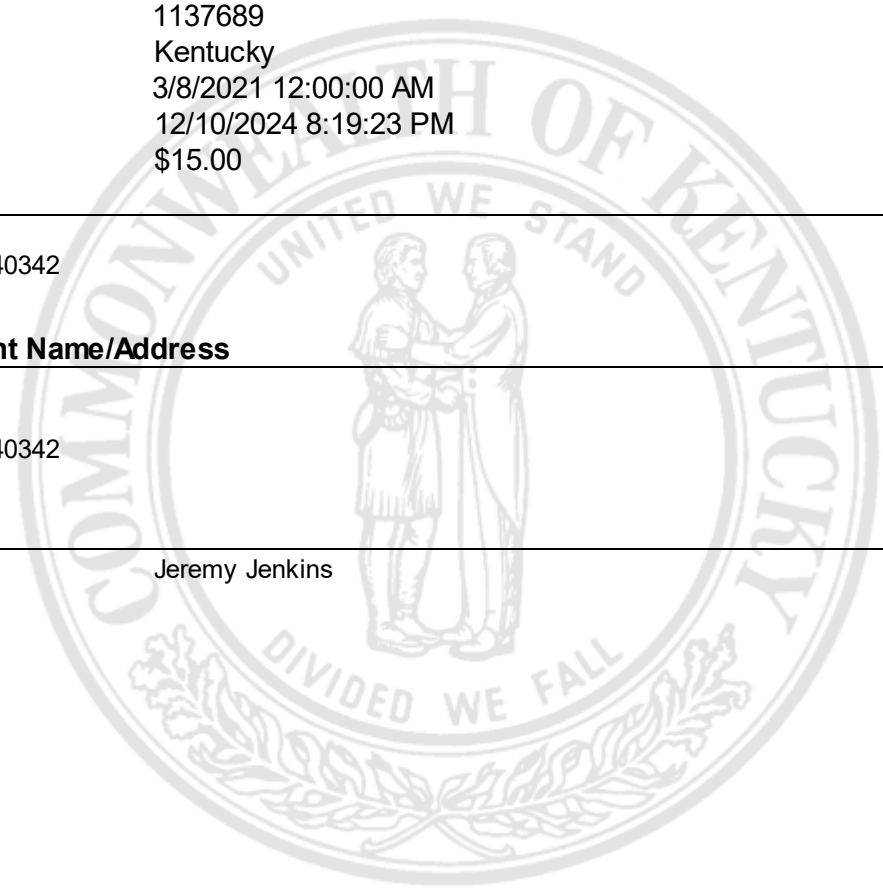 1137689
Kentucky
3/8/2021 12:00:00 AM
12/10/2024 8:19:23 PM
$15.00
40342
nt Name/Address
40342
Jeremy Jenkins
COMMONWEALTH OF KENTUCKY
UNITED WE STAND
DIVIDED WE FALL